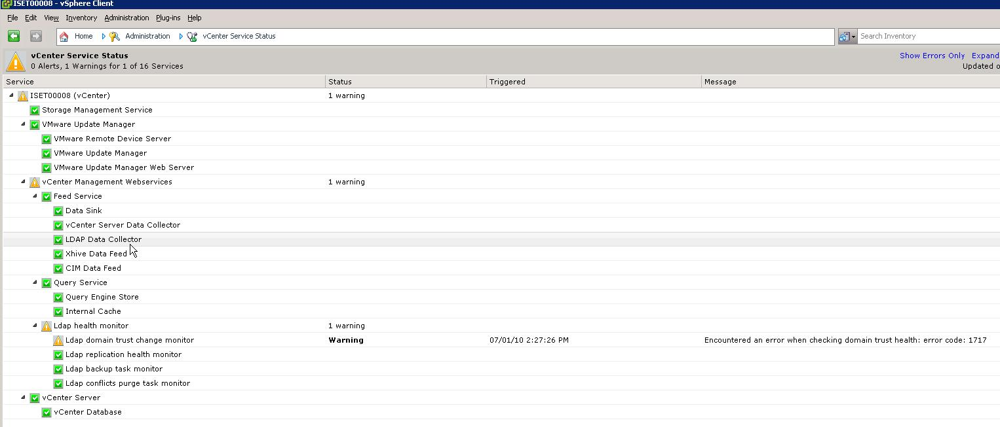 ISET00008 - vSphere Client
File Edit View Inventory Administration Plug-ins Help
Home Administration vCenter Service Status Search Inventory
vCenter Service Status
0 Alerts, 1 Warnings for 1 of 16 Services
Show Errors Only Expand
Updated o
Service Status Triggered Message
ISET00008 (vCenter) 1 warning
Storage Management Service
VMware Update Manager
VMware Remote Device Server
VMware Update Manager
VMware Update Manager Web Server
vCenter Management Webservices 1 warning
Feed Service
Data Sink
vCenter Server Data Collector
LDAP Data Collector
Xhive Data Feed
CIM Data Feed
Query Service
Query Engine Store
Internal Cache
Ldap health monitor 1 warning
Ldap domain trust change monitor Warning 07/01/10 2:27:26 PM Encountered an error when checking domain trust health: error code: 1717
Ldap replication health monitor
Ldap backup task monitor
Ldap conflicts purge task monitor
vCenter Server
vCenter Database